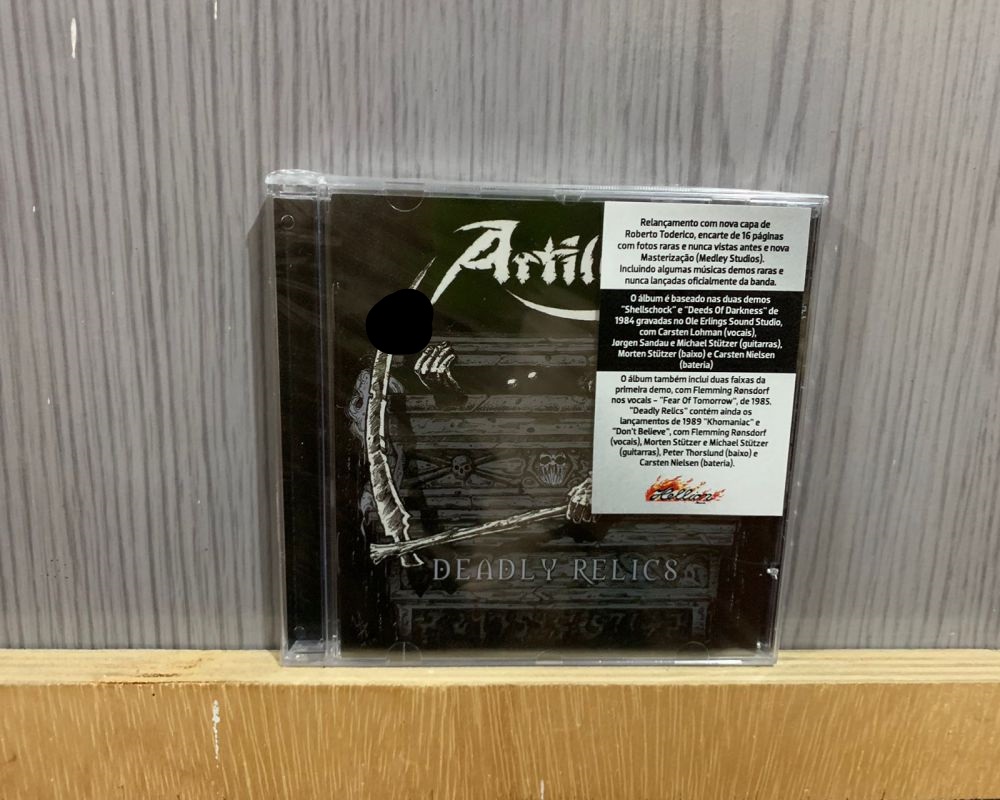 Artil
Relançamento com nova capa de
Roberto Toderico, encarte de 16 páginas
com fotos raras e nunca vistas antes e nova
Masterização (Medley Studios).
Incluindo algumas músicas demos raras e
nunca lançadas oficialmente da banda.
O álbum é baseado nas duas demos
"Shellschock" e "Deeds Of Darkness" de
1984 gravadas no Ole Erlings Sound Studio,
com Carsten Lohman (vocais),
Jørgen Sandau e Michael Stützer (guitarras),
Morten Stützer (baixo) e Carsten Nielsen
(bateria)
O álbum também inclui duas faixas da
primeira demo, com Flemming Rønsdorf
nos vocais - "Fear Of Tomorrow", de 1985.
"Deadly Relics" contém ainda os
lançamentos de 1989 "Khomaniac" e
"Don't Believe", com Flemming Rønsdorf
(vocais), Morten Stützer e Michael Stützer
(guitarras), Peter Thorslund (baixo) e
Carsten Nielsen (bateria).
Hellion
DEADLY RELICS